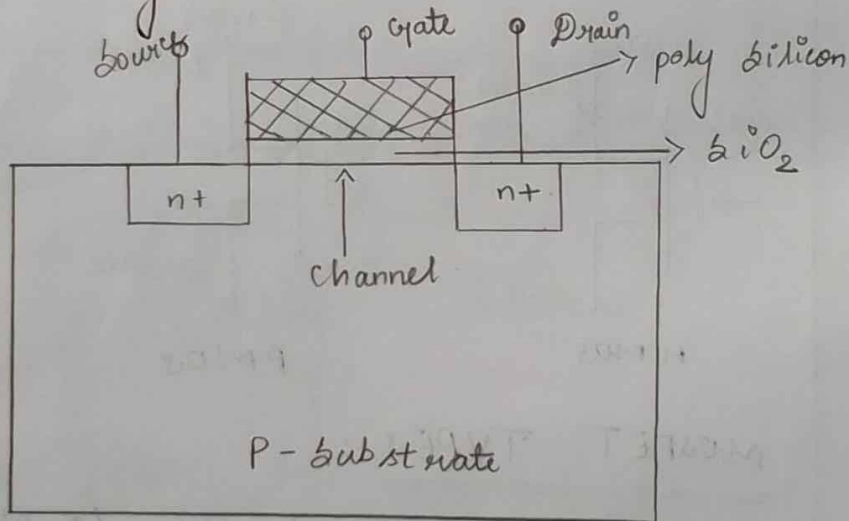 Source
Gate
Drain
poly silicon
SiO2
n+
n+
Channel
P - Substrate